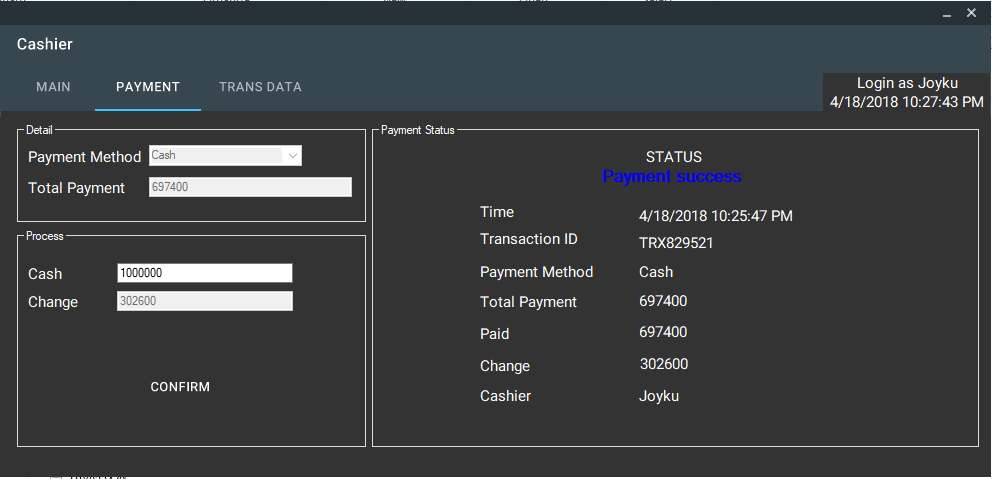 Cashier
MAIN PAYMENT TRANS DATA
Login as Joyku
4/18/2018 10:27:43 PM
Detail
Payment Method Cash
Total Payment 697400
Process
Cash 1000000
Change 302600
CONFIRM
Payment Status
STATUS
Payment success
Time 4/18/2018 10:25:47 PM
Transaction ID TRX829521
Payment Method Cash
Total Payment 697400
Paid 697400
Change 302600
Cashier Joyku